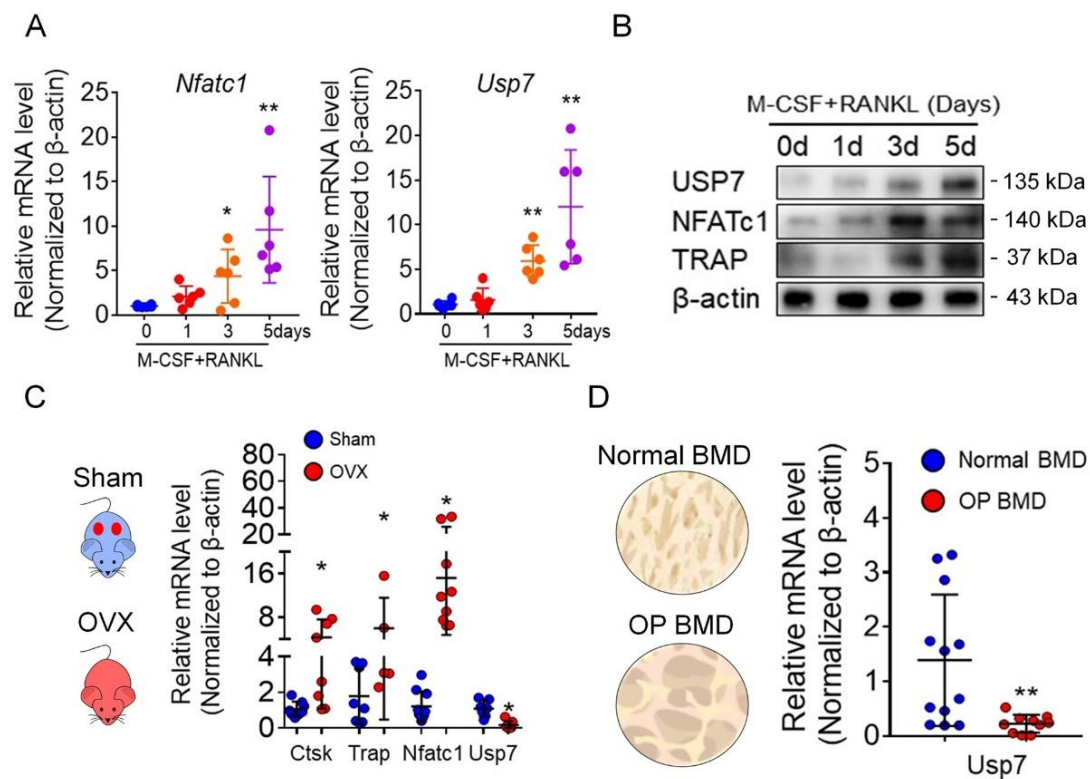 A
Relative mRNA level
(Normalized to β-actin)
Nfatc1
25
20
15
10
5
0
*
**
0 1 3 5days
M-CSF+RANKL
Relative mRNA level
(Normalized to β-actin)
Usp7
25
20
15
10
5
0
**
**
0 1 3 5days
M-CSF+RANKL
B
M-CSF+RANKL (Days)
0d 1d 3d 5d
USP7 - 135 kDa
NFATc1 - 140 kDa
TRAP - 37 kDa
β-actin - 43 kDa
C
Sham
OVX
Relative mRNA level
(Normalized to β-actin)
Sham
OVX
80
60
40
20
16
8
4
2
0
*
*
*
*
Ctsk Trap Nfatc1 Usp7
D
Normal BMD
OP BMD
Relative mRNA level
(Normalized to β-actin)
Normal BMD
OP BMD
5
4
3
2
1
0
**
Usp7